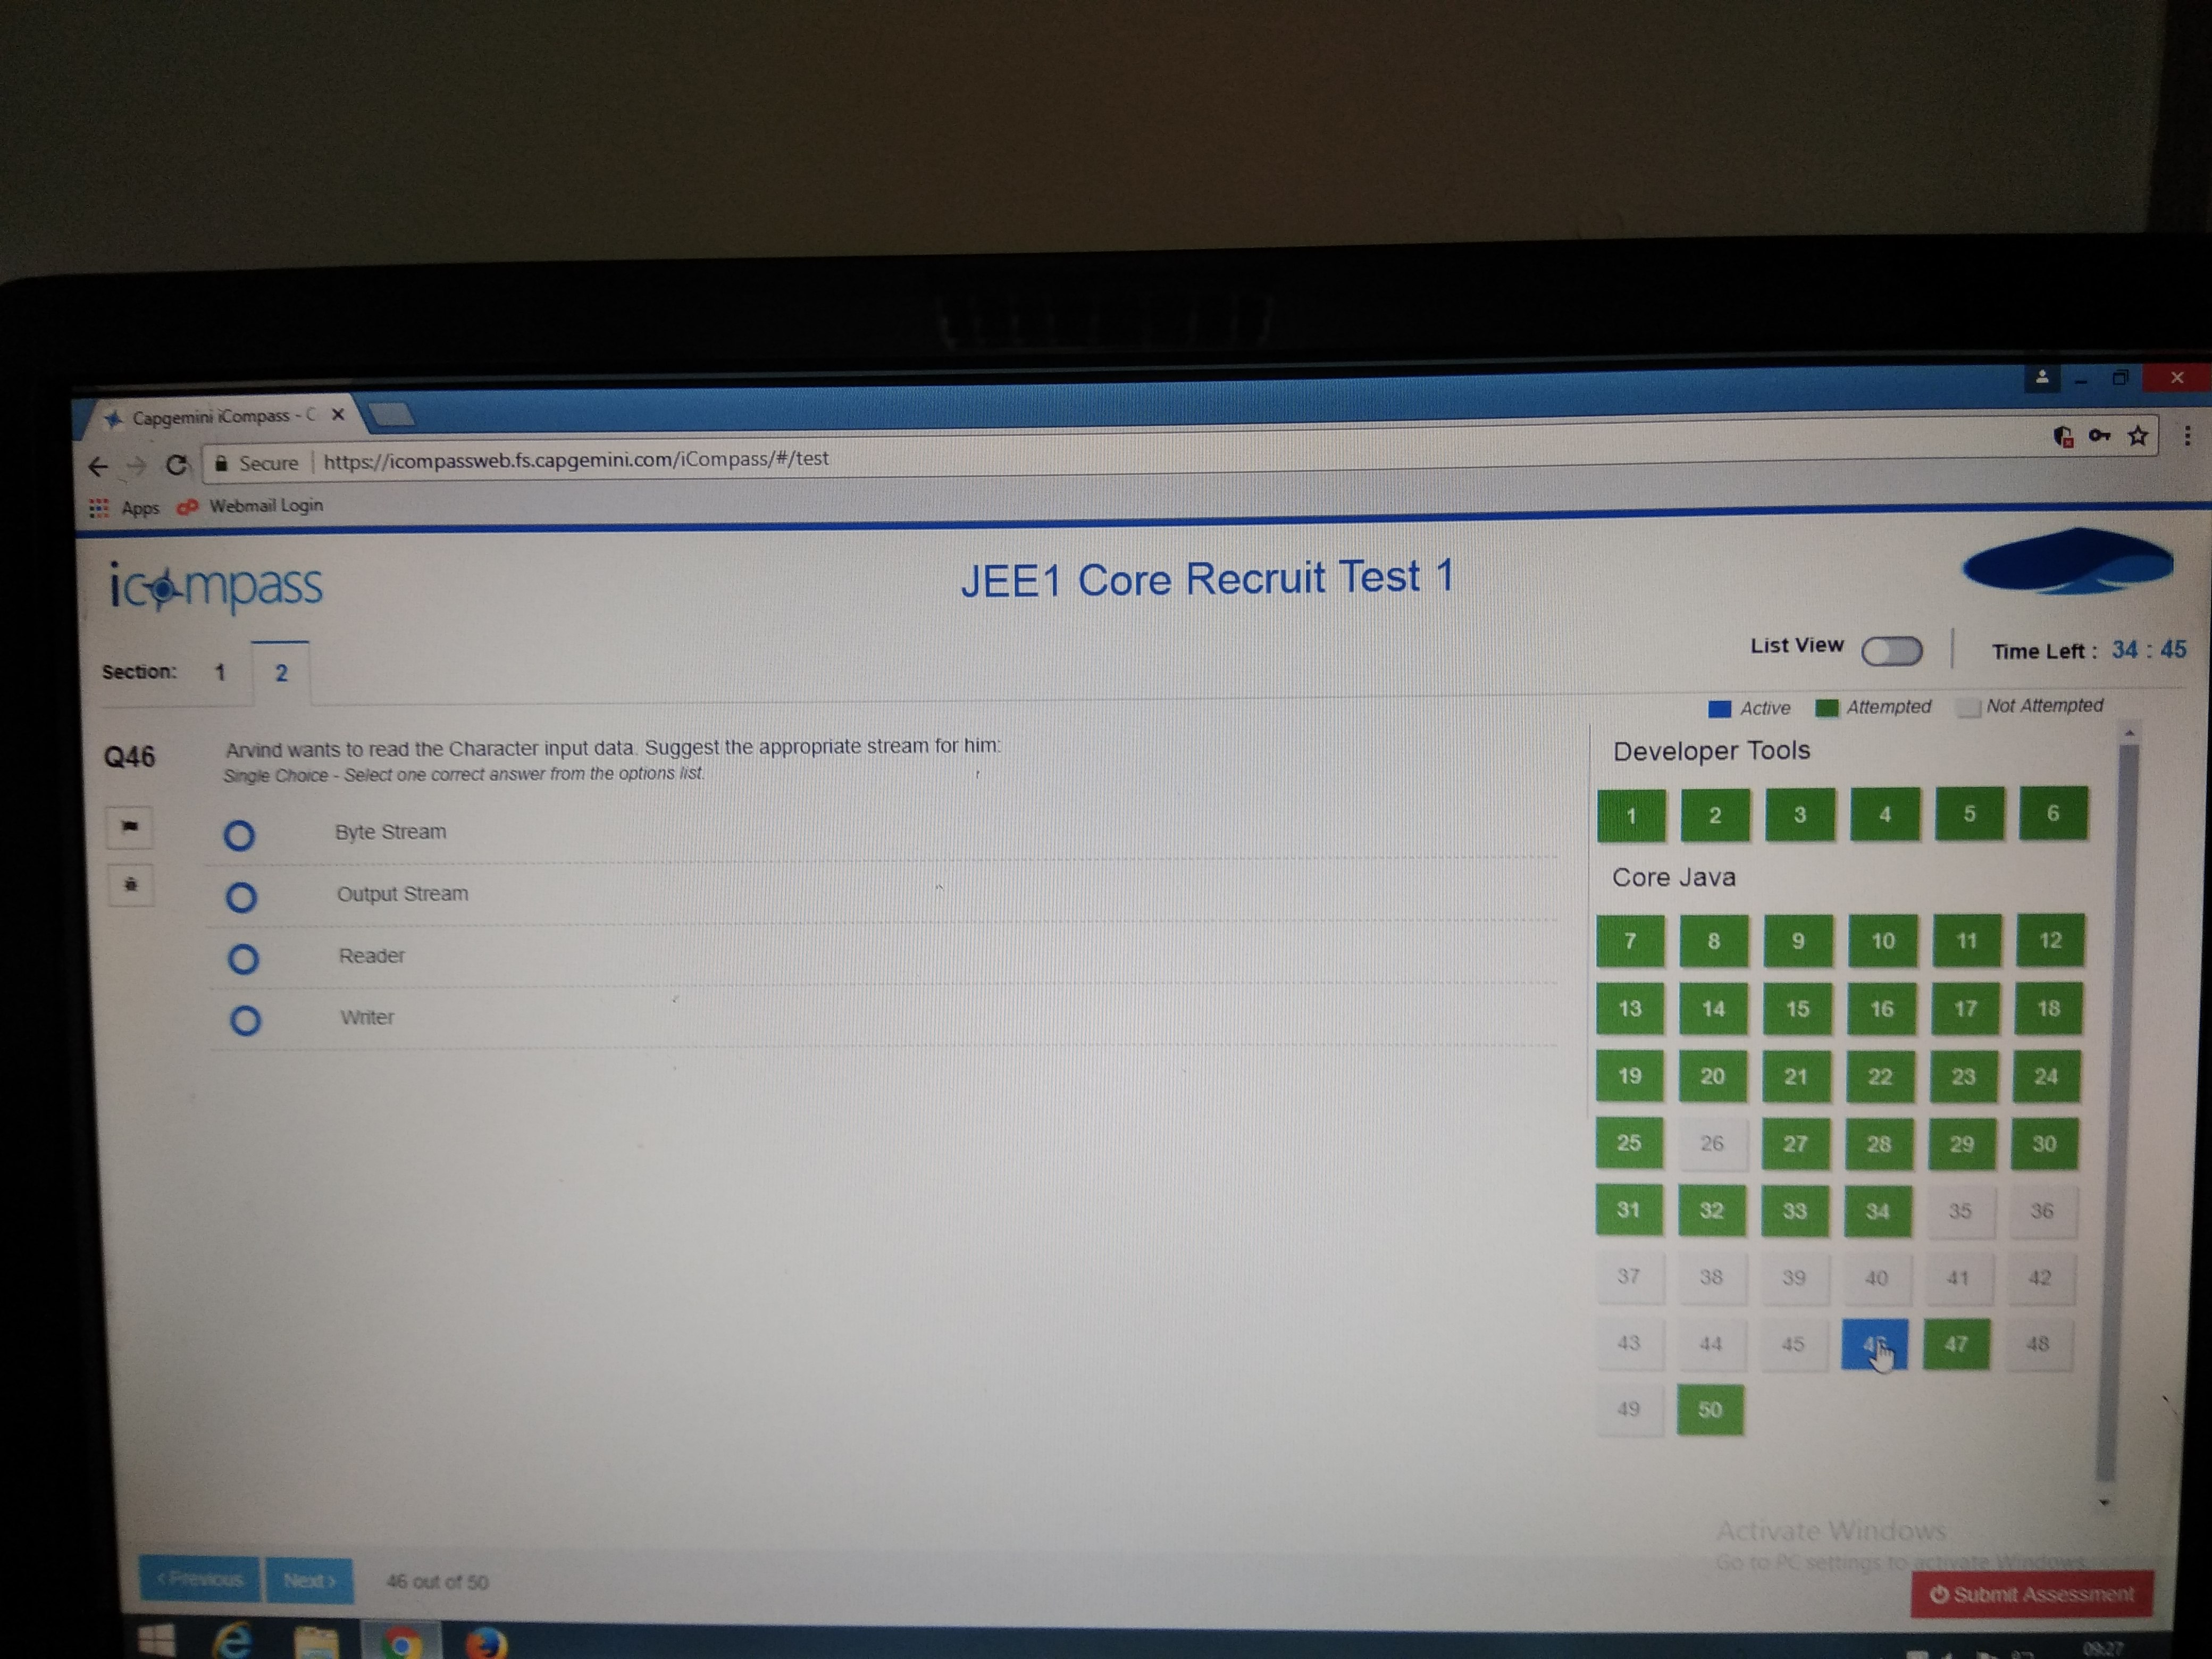 Capgemini iCompass - C
Secure https://icompassweb.fs.capgemini.com/iCompass/#/test
Apps Webmail Login
icompass
JEE1 Core Recruit Test 1
List View Time Left : 34 : 45
Section: 1 2
Active Attempted Not Attempted
Q46 Arvind wants to read the Character input data. Suggest the appropriate stream for him:
Single Choice - Select one correct answer from the options list.
Byte Stream
Output Stream
Reader
Writer
Developer Tools
1 2 3 4 5 6
Core Java
7 8 9 10 11 12
13 14 15 16 17 18
19 20 21 22 23 24
25 26 27 28 29 30
31 32 33 34 35 36
37 38 39 40 41 42
43 44 45 46 47 48
49 50
Activate Windows
Go to PC settings to activate Windows.
< Previous Next > 46 out of 50
Submit Assessment
09:27